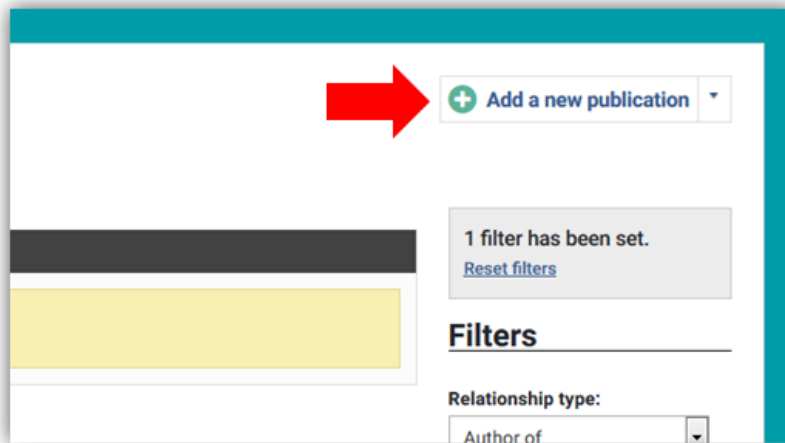 Add a new publication
1 filter has been set.
Reset filters
Filters
Relationship type:
Author of